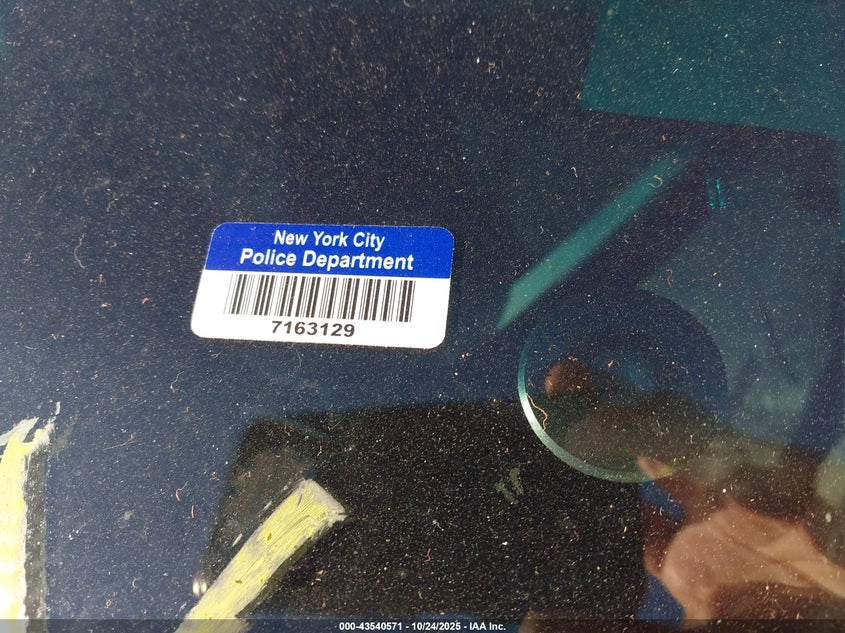 New York City
Police Department
7163129
000-43540571 - 10/24/2025 - IAA Inc.